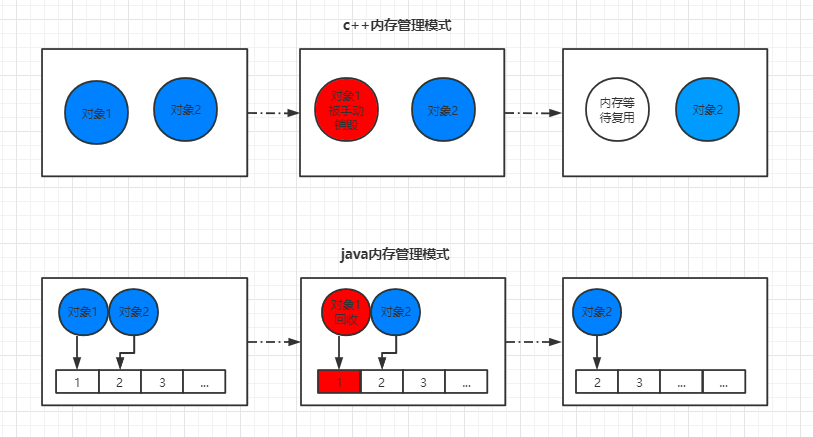 c++内存管理模式
对象1
对象2
对象1
被手动
销毁
对象2
内存等
待复用
对象2
java内存管理模式
对象1
对象2
1
2
3
...
对象1
回收
对象2
1
2
3
...
对象2
2
3
...
...